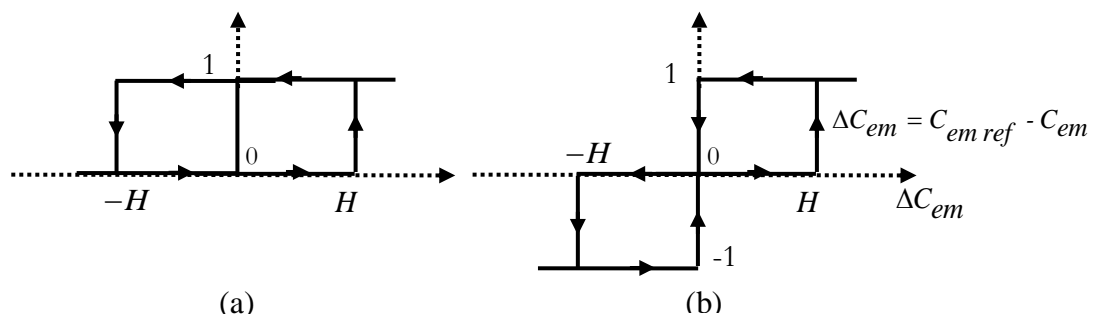 1
0
−H
H
(a)
1
0
−H
H
-1
ΔC_em = C_em ref - C_em
ΔC_em
(b)